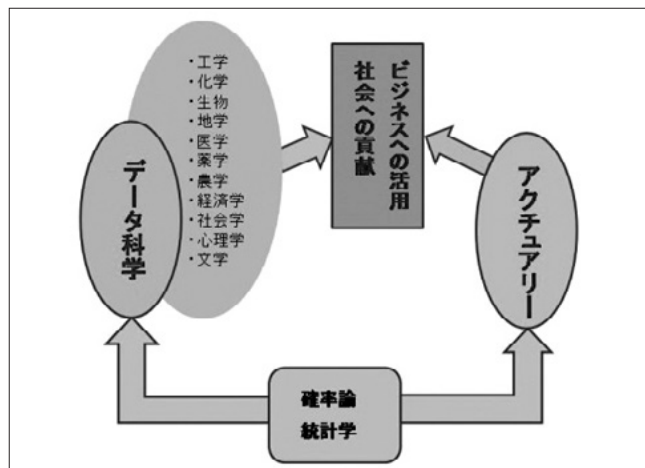 ・工学
・化学
・生物
・地学
・医学
・薬学
・農学
・経済学
・社会学
・心理学
・文学
データ科学
ビジネスへの活用
社会への貢献
アクチュアリー
確率論
統計学